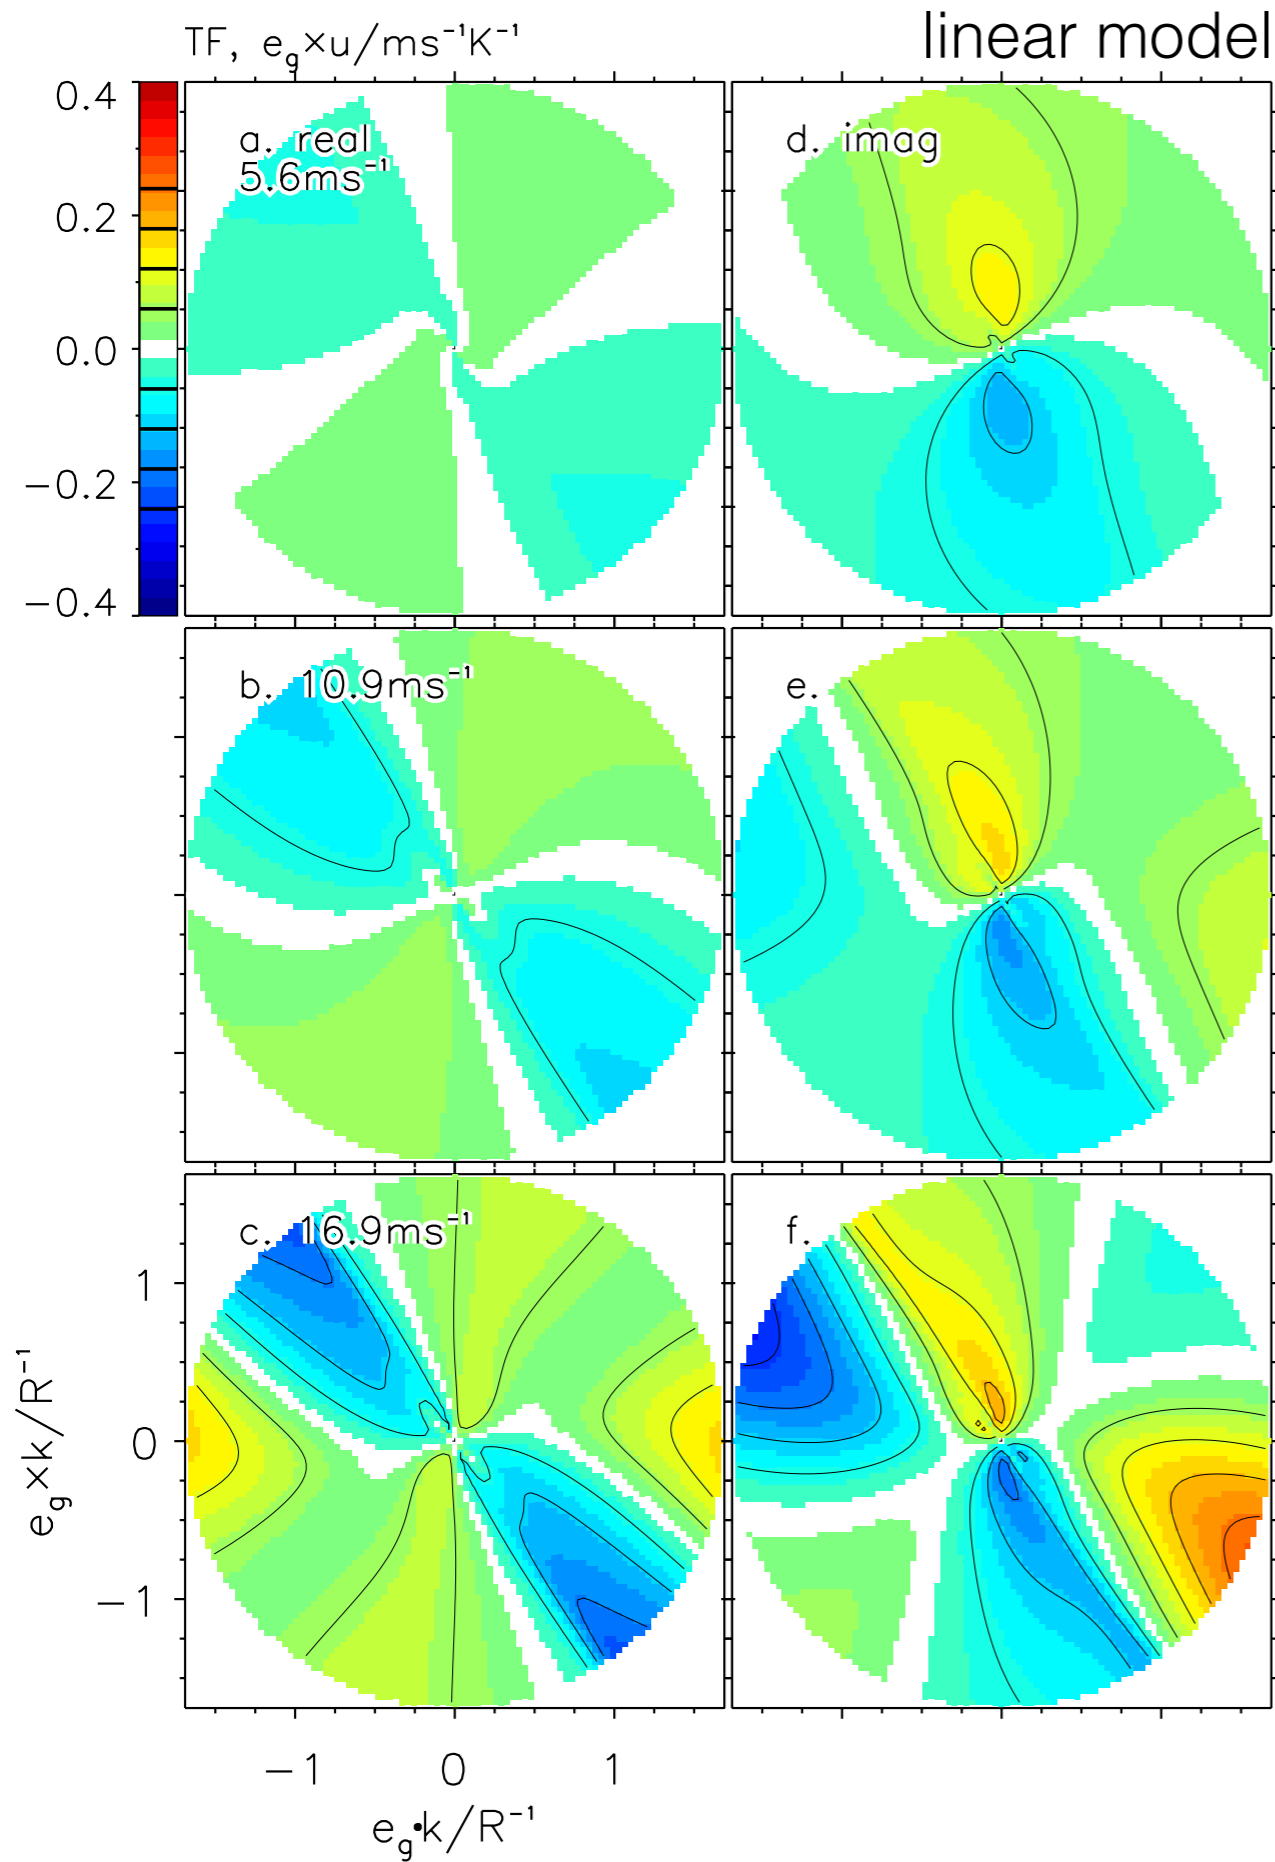 TF, e_g×u/ms⁻¹K⁻¹
linear model
0.4
0.2
0.0
−0.2
−0.4
a. real
5.6ms⁻¹
d. imag
b. 10.9ms⁻¹
e.
c. 16.9ms⁻¹
f.
1
0
−1
e_g×k/R⁻¹
−1 0 1
e_g•k/R⁻¹